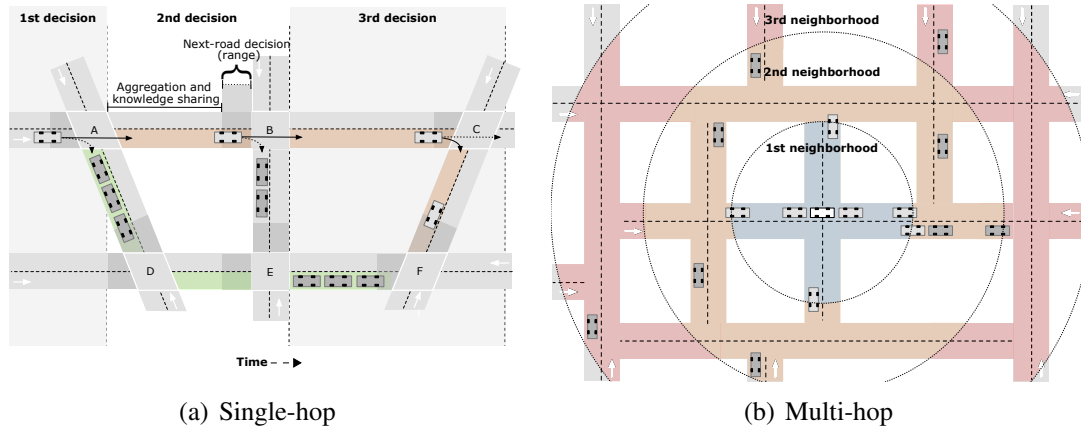 1st decision
2nd decision
3rd decision
Next-road decision
(range)
Aggregation and
knowledge sharing
A
B
C
D
E
F
Time
(a) Single-hop
3rd neighborhood
2nd neighborhood
1st neighborhood
(b) Multi-hop